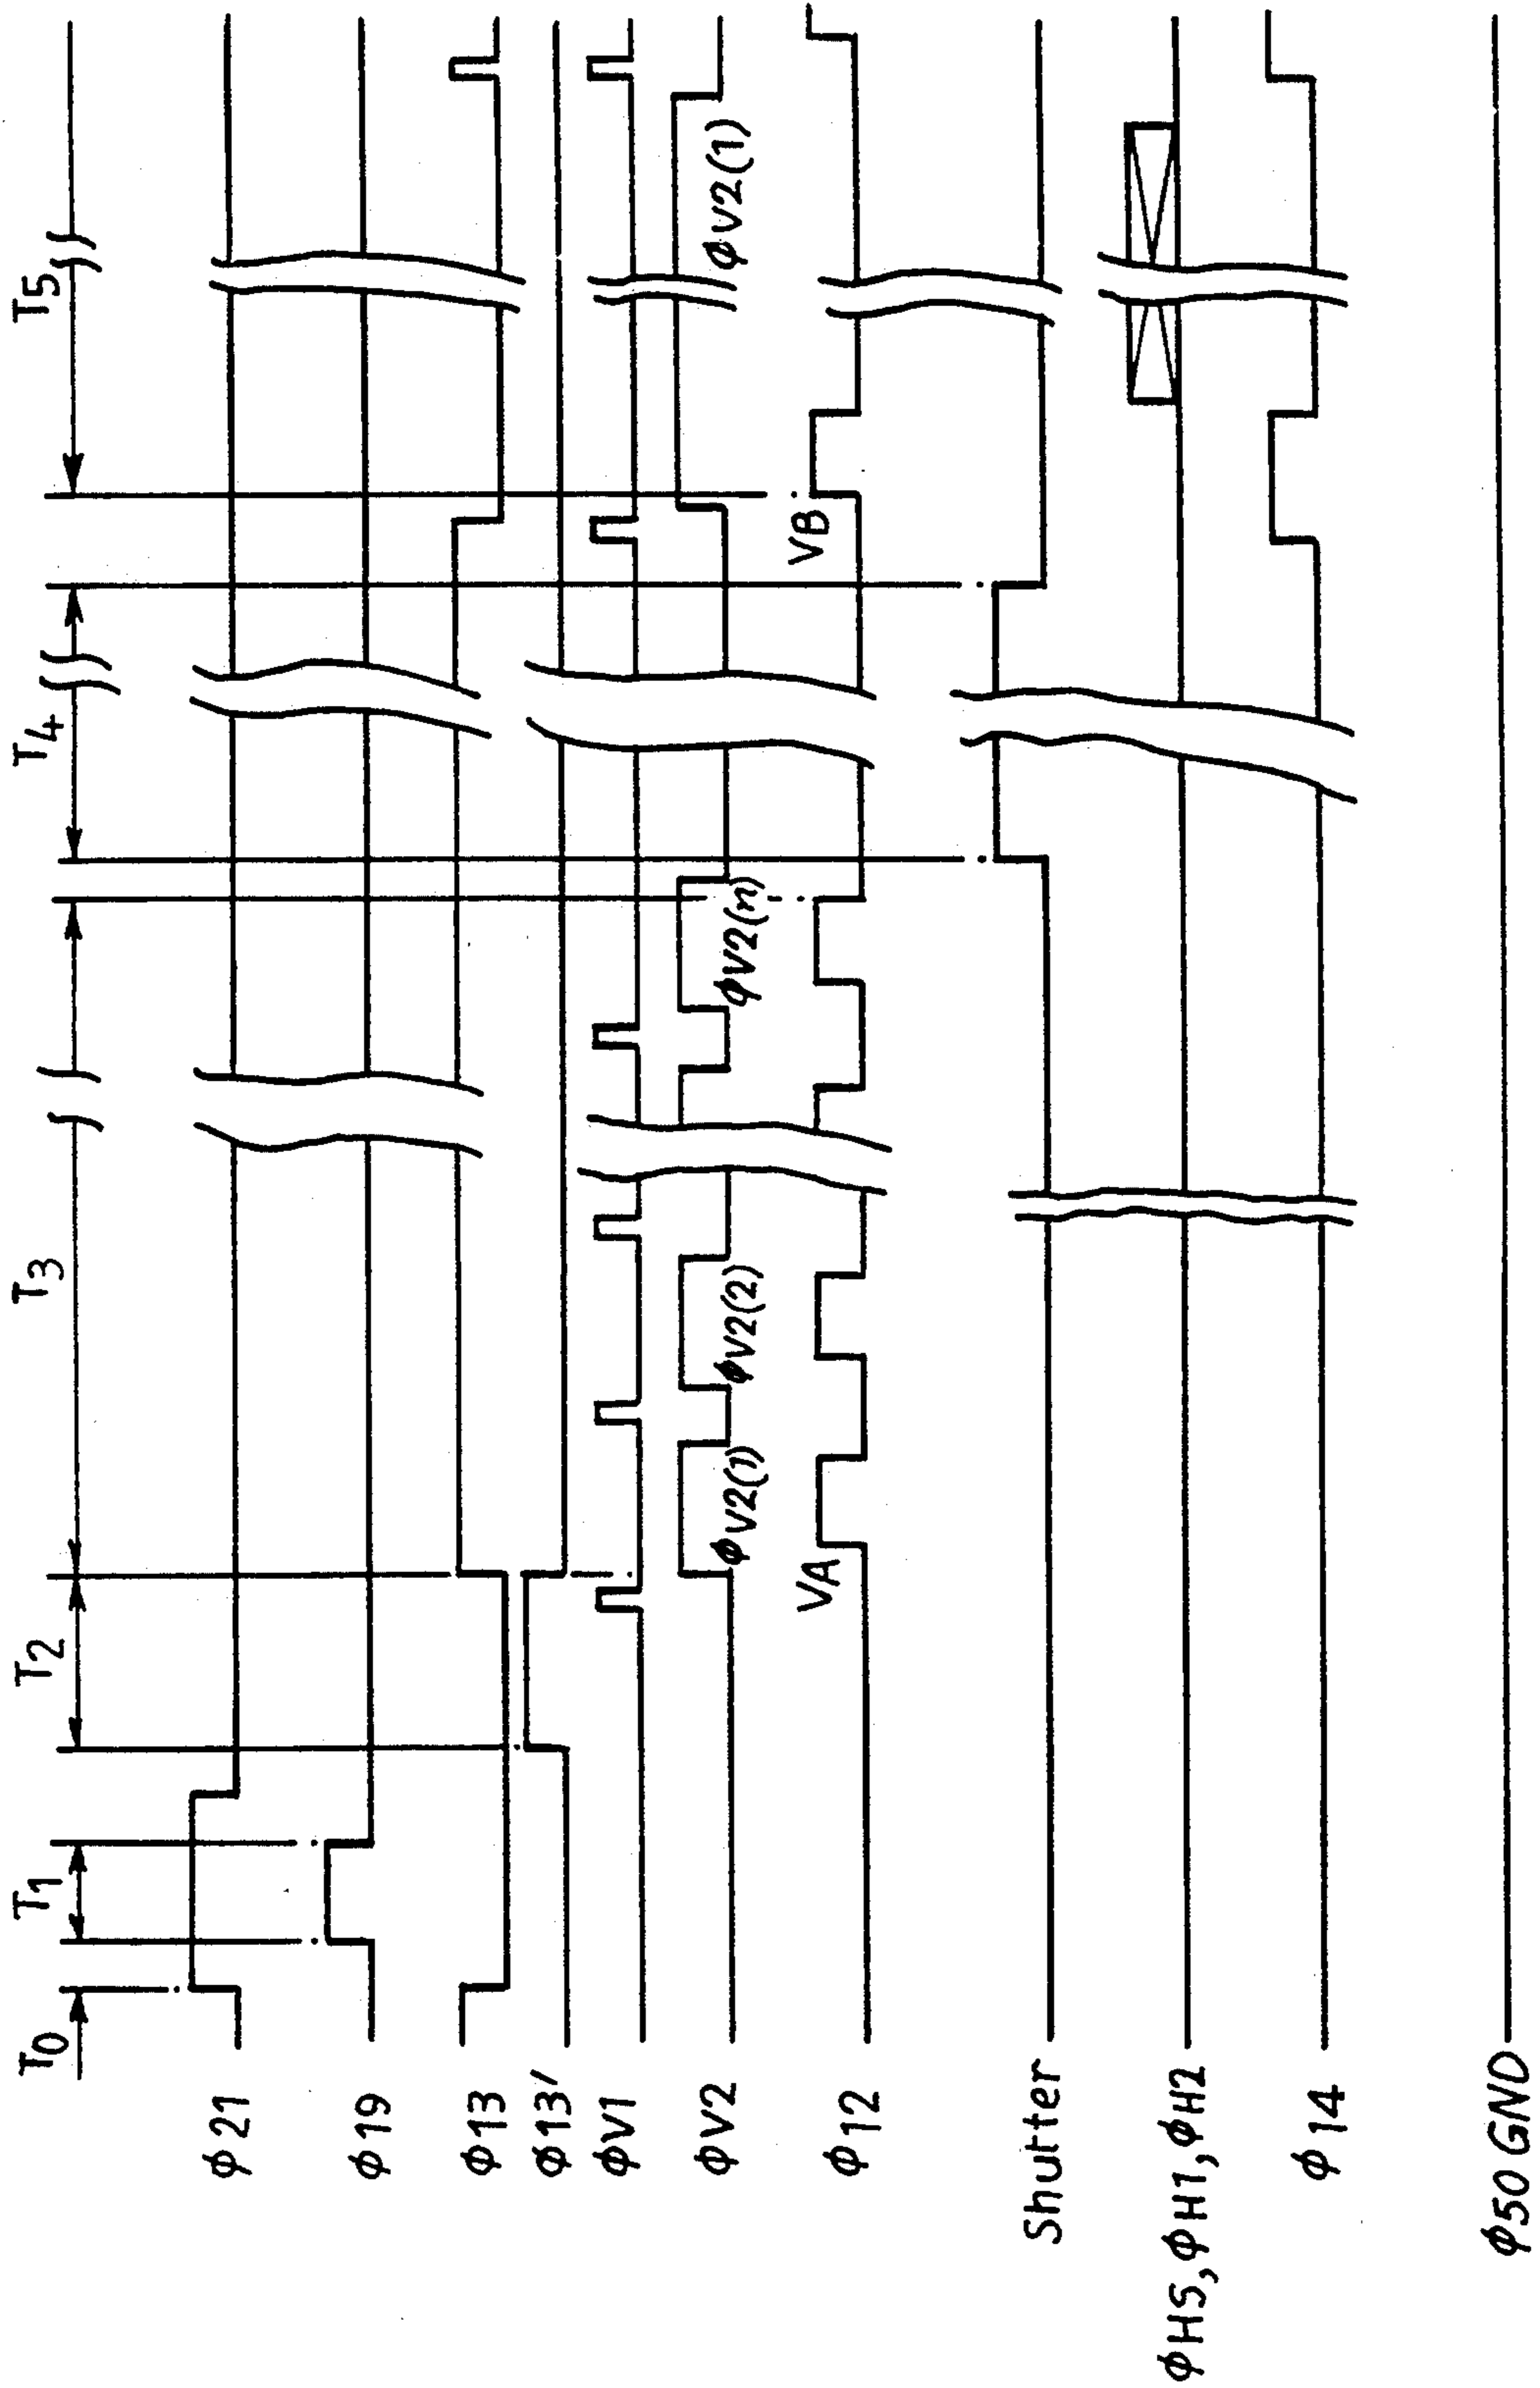 T0 T1 T2 T3 T4 T5
φ21
φ19
φ13
φ13′
φV1
φV2
φV2(1) φV2(2) φV2(n) φV2(1)
φ12
VA VB
Shutter
φHS, φH1, φH2
φ14
φ50 GND